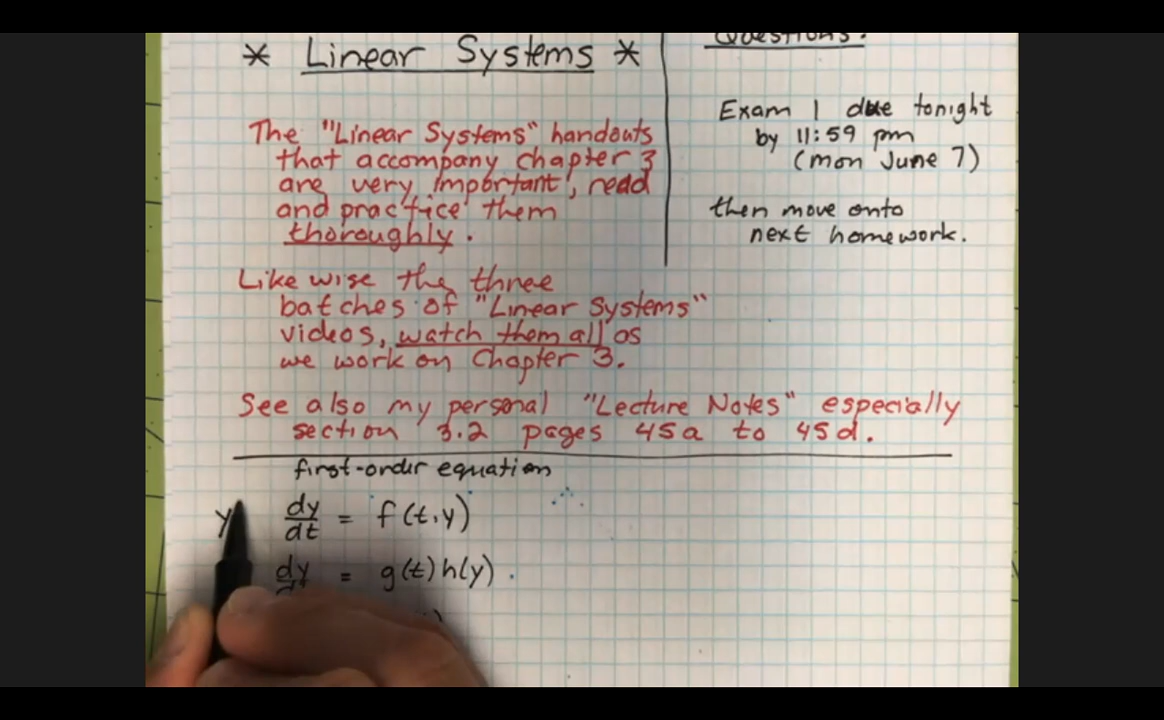 * Linear Systems *
The "Linear Systems" handouts
that accompany chapter 3
are very important, read
and practice them
thoroughly.
Questions:
Exam 1 due tonight
by 11:59 pm
(mon June 7)
then move onto
next homework.
Like wise the three
batches of "Linear Systems"
videos, watch them all as
we work on Chapter 3.
See also my personal "Lecture Notes" especially
section 3.2 pages 45a to 45d.
first-order equation
y dy/dt = f(t,y)
dy = g(t)h(y).